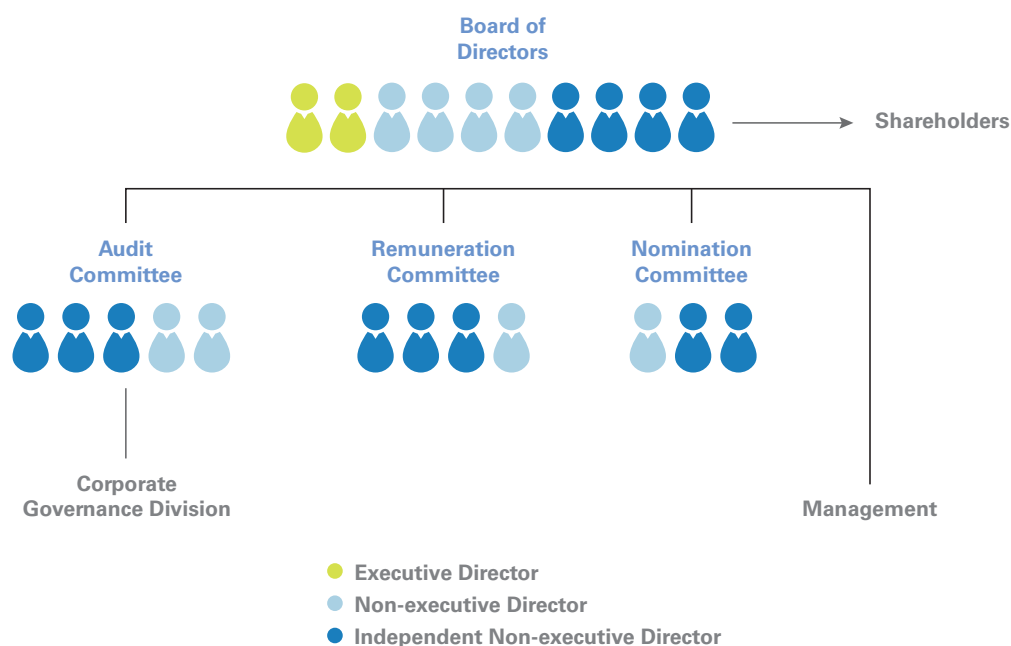 Board of
Directors
Shareholders
Audit
Committee
Remuneration
Committee
Nomination
Committee
Corporate
Governance Division
Management
Executive Director
Non-executive Director
Independent Non-executive Director